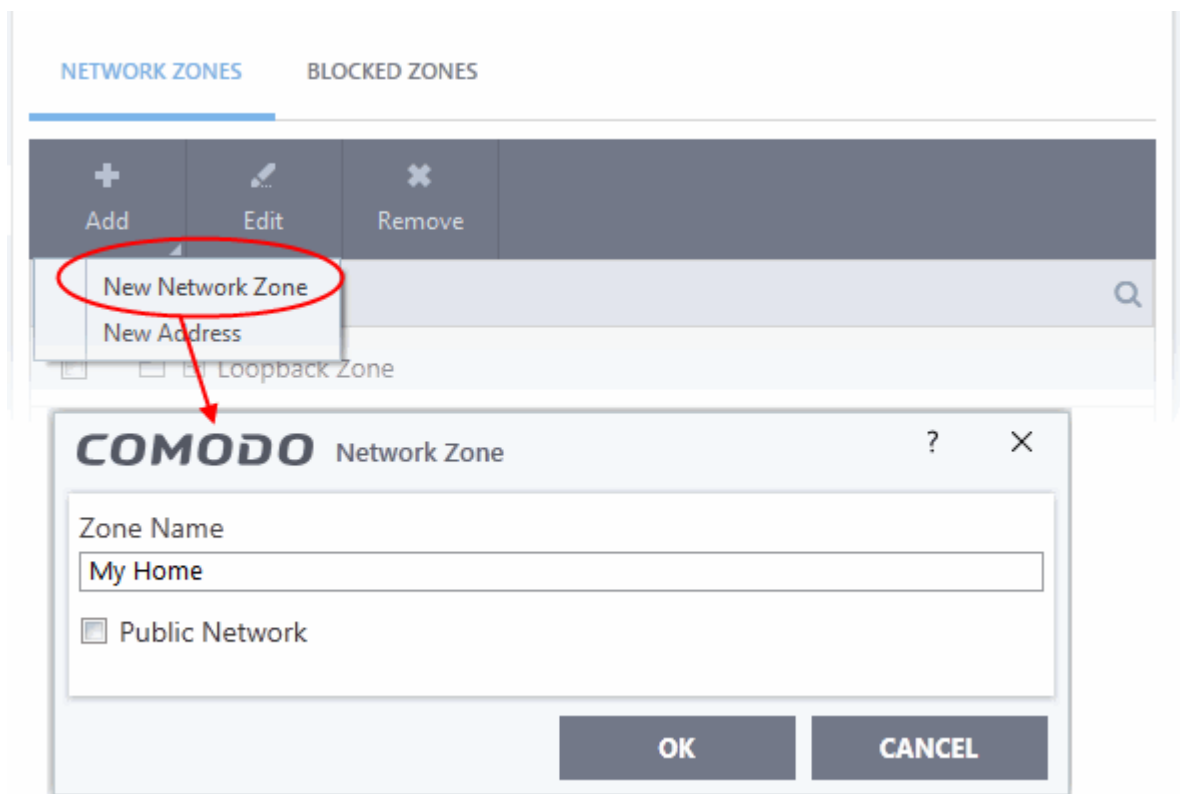 NETWORK ZONES BLOCKED ZONES
Add Edit Remove
New Network Zone
New Address
Loopback Zone
COMODO Network Zone ?
Zone Name
My Home
Public Network
OK CANCEL